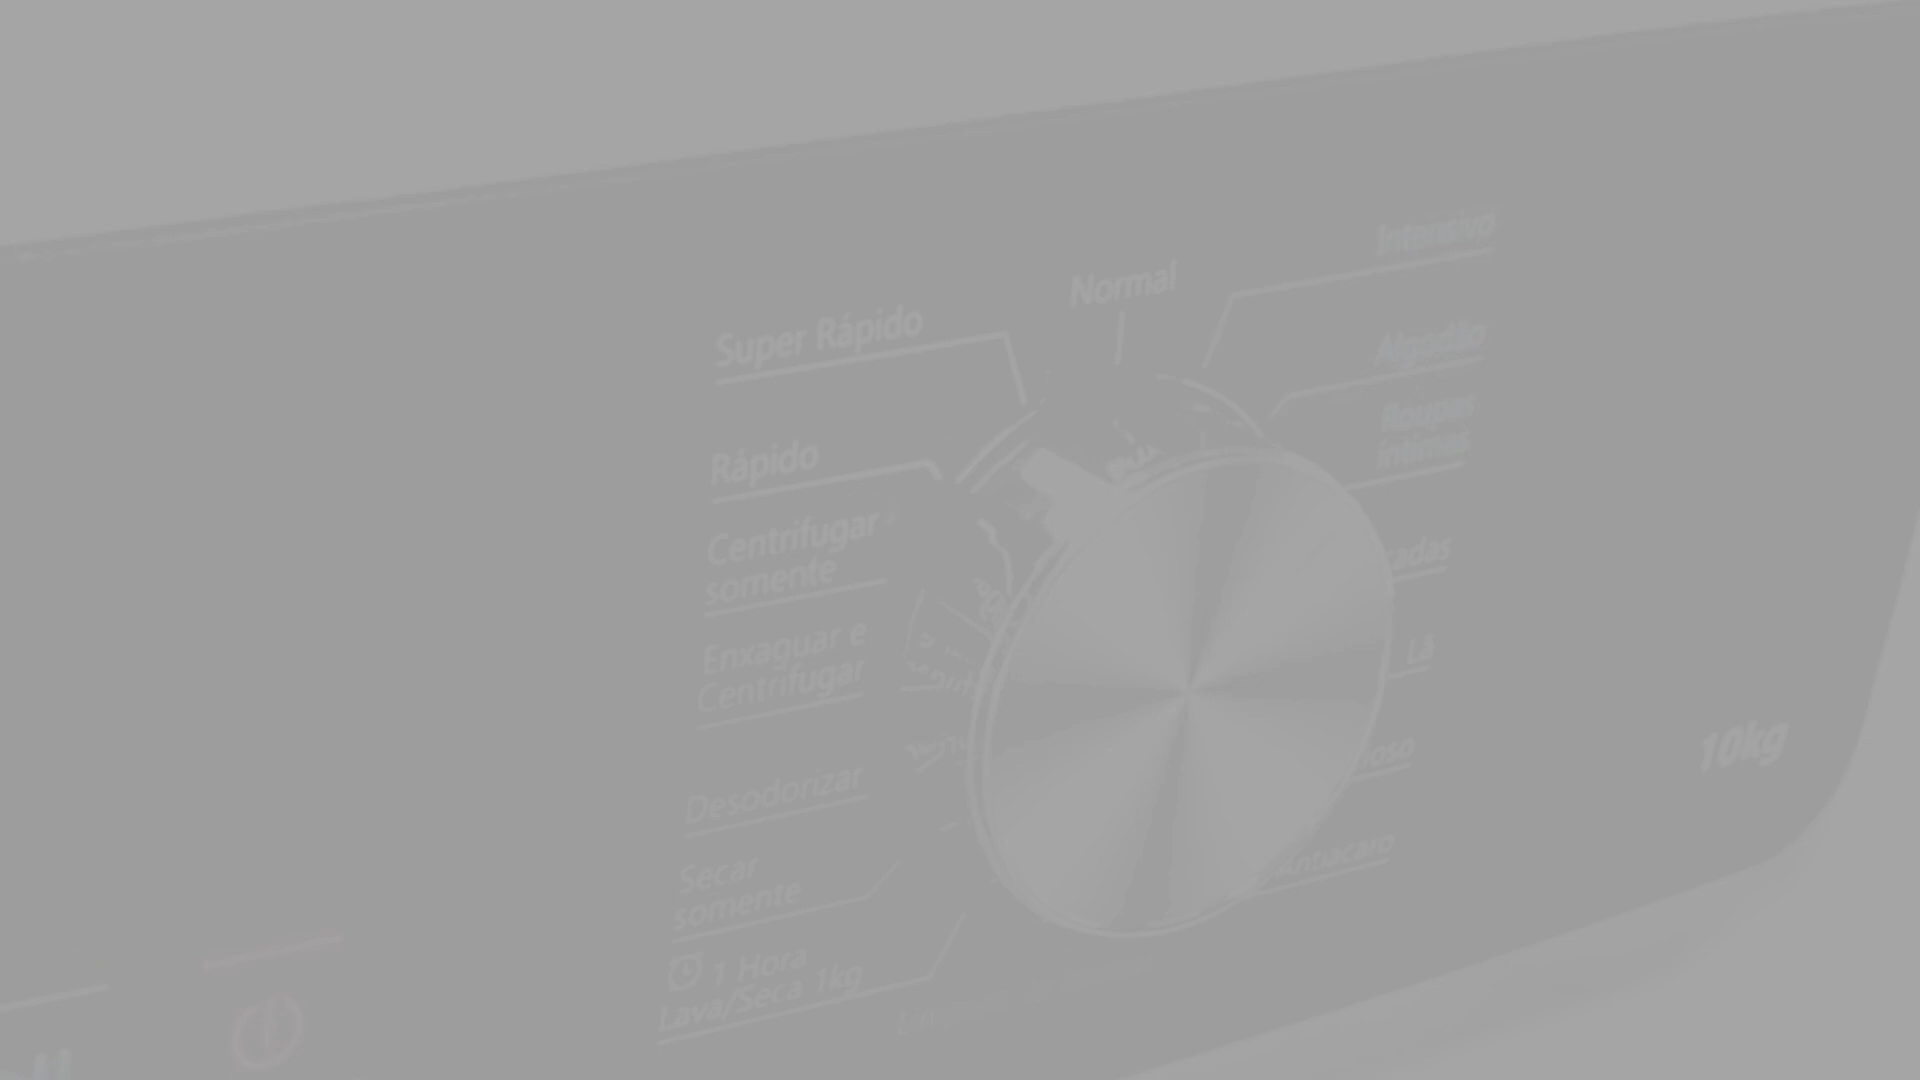 Intensivo
Normal
Super Rápido
Algodão
Roupas
íntimas
Rápido
Centrifugar
somente
Enxaguar e
Centrifugar
Lã
10kg
Desodorizar
Secar
somente
1 Hora
Lava/Seca 1kg